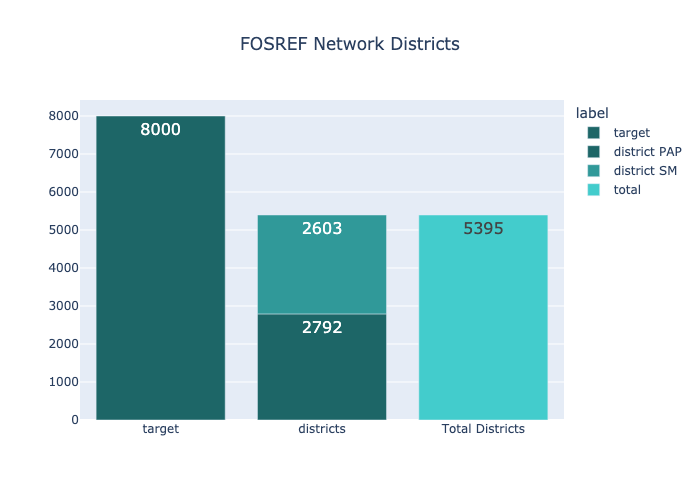 FOSREF Network Districts
8000
7000
6000
5000
4000
3000
2000
1000
0
8000
2603
2792
5395
target
districts
Total Districts
label
target
district PAP
district SM
total